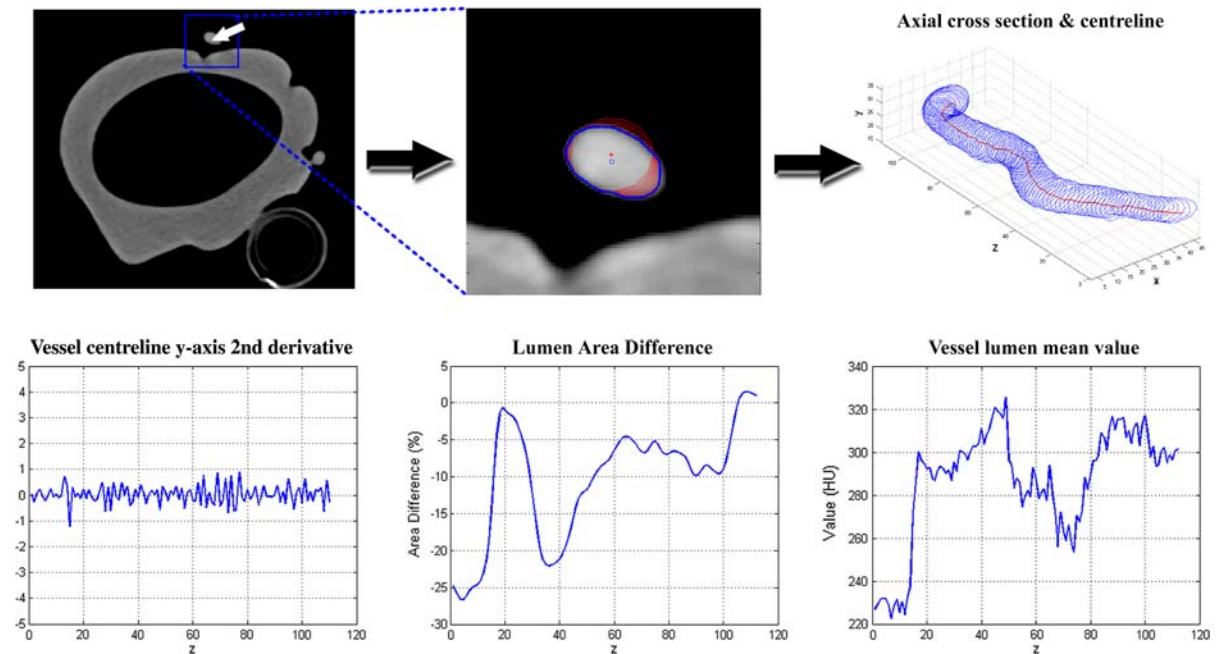 Axial cross section & centreline
y
z
x
Vessel centreline y-axis 2nd derivative
5
4
3
2
1
0
-1
-2
-3
-4
-5
0 20 40 60 80 100 120
z
Lumen Area Difference
Area Difference (%)
0
-5
-10
-15
-20
-25
-30
0 20 40 60 80 100 120
z
Vessel lumen mean value
Value (HU)
340
320
300
280
260
240
220
0 20 40 60 80 100 120
z